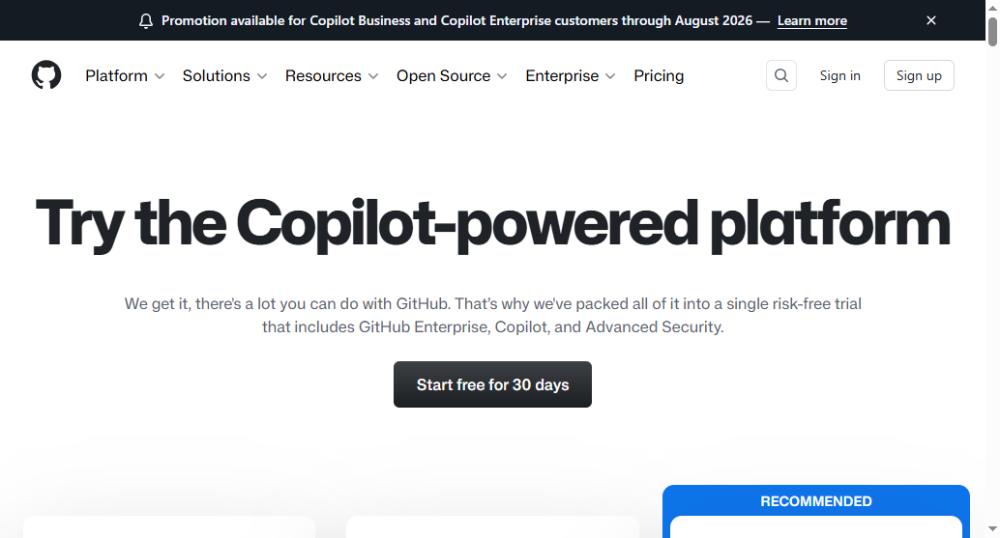 Promotion available for Copilot Business and Copilot Enterprise customers through August 2026 — Learn more
Platform Solutions Resources Open Source Enterprise Pricing Sign in Sign up
Try the Copilot-powered platform
We get it, there's a lot you can do with GitHub. That’s why we've packed all of it into a single risk-free trial
that includes GitHub Enterprise, Copilot, and Advanced Security.
Start free for 30 days
RECOMMENDED